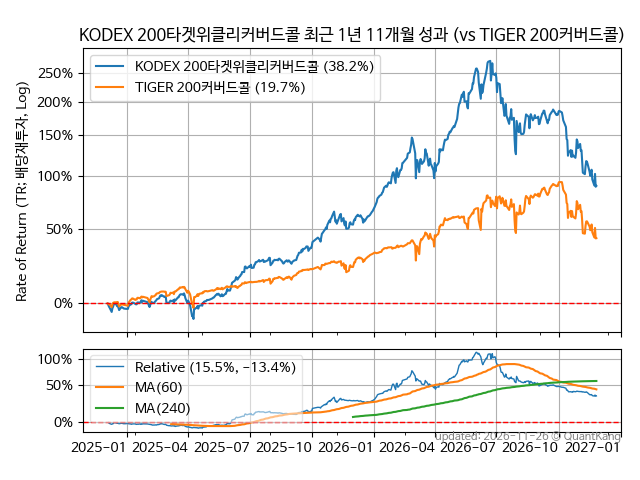 KODEX 200타겟위클리커버드콜 최근 1년 11개월 성과 (vs TIGER 200커버드콜)
Rate of Return (TR; 배당재투자, Log)
250%
200%
150%
100%
50%
0%
KODEX 200타겟위클리커버드콜 (38.2%)
TIGER 200커버드콜 (19.7%)
100%
50%
0%
Relative (15.5%, −13.4%)
MA(60)
MA(240)
updated: 2026-11-26 © QuantKang
2025-01 2025-04 2025-07 2025-10 2026-01 2026-04 2026-07 2026-10 2027-01